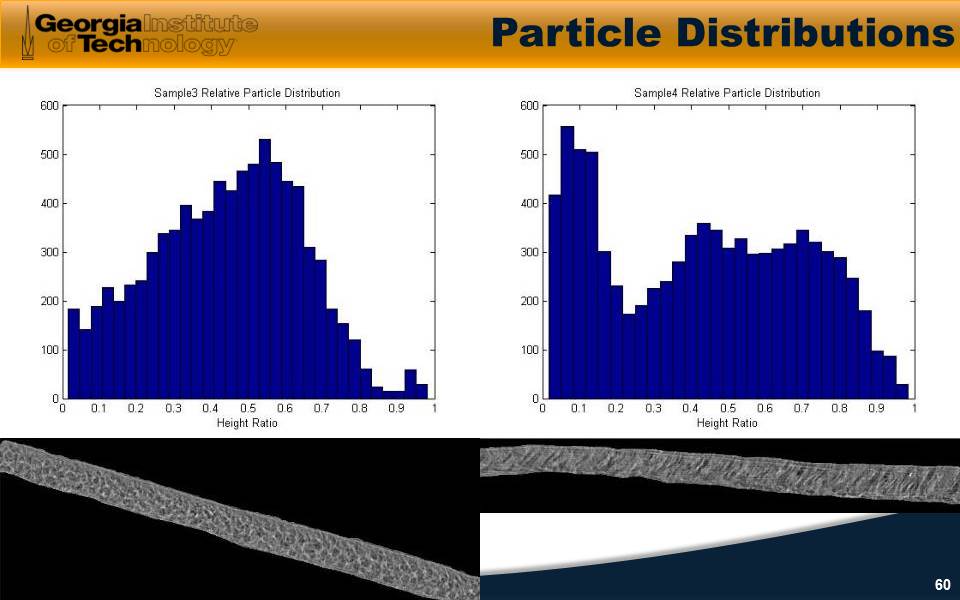 Georgia Institute
of Technology
Particle Distributions
Sample3 Relative Particle Distribution
600
500
400
300
200
100
0
0 0.1 0.2 0.3 0.4 0.5 0.6 0.7 0.8 0.9 1
Height Ratio
Sample4 Relative Particle Distribution
600
500
400
300
200
100
0
0 0.1 0.2 0.3 0.4 0.5 0.6 0.7 0.8 0.9 1
Height Ratio
60